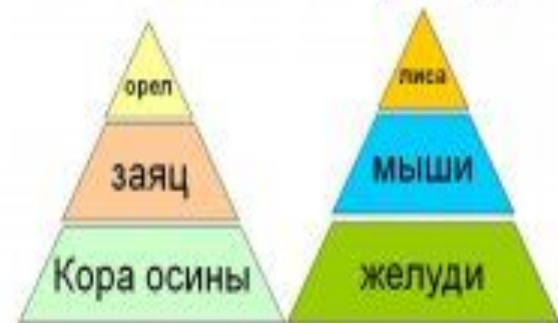 орел
заяц
Кора осины
лиса
мыши
желуди